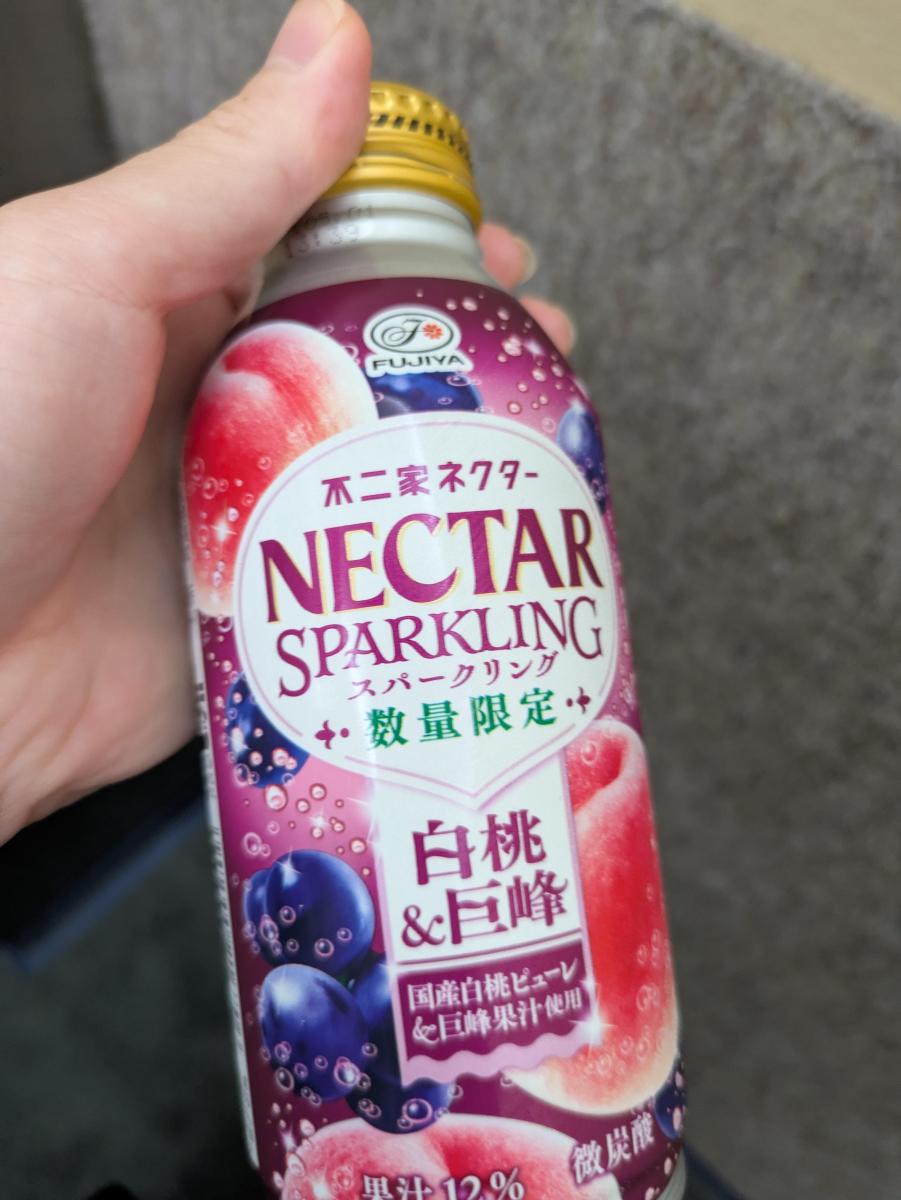 FUJIYA
不二家ネクター
NECTAR
SPARKLING
スパークリング
数量限定
白桃
&巨峰
国産白桃ピューレ
&巨峰果汁使用
微炭酸
果汁12%